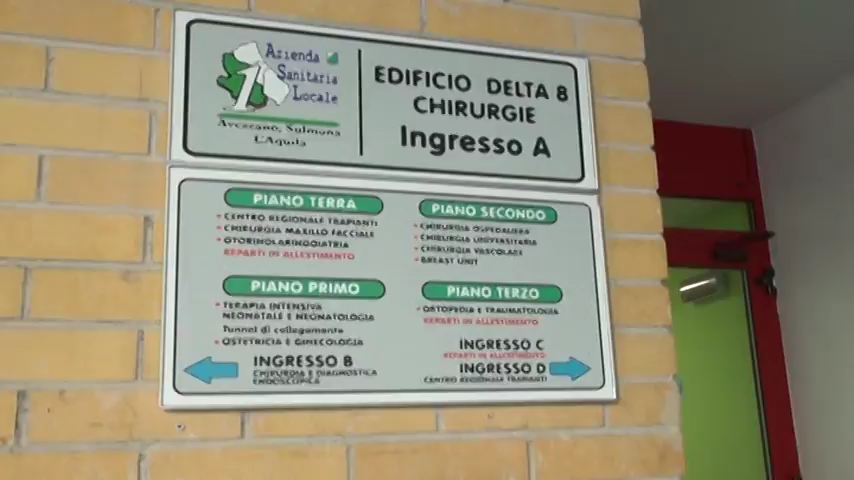 Azienda
Sanitaria
Locale
1
Avezzano, Sulmona
L'Aquila
EDIFICIO DELTA 8
CHIRURGIE
Ingresso A
PIANO TERRA
CENTRO REGIONALE TRAPIANTI
CHIRURGIA MAXILLO FACCIALE
OTORINOLARINGOIATRIA
REPARTI IN ALLESTIMENTO
PIANO PRIMO
TERAPIA INTENSIVA
NEONATALE E NEONATOLOGIA
Tunnel di collegamento
OSTETRICIA E GINECOLOGIA
INGRESSO B
CHIRURGIA E DIAGNOSTICA
ENDOSCOPICA
PIANO SECONDO
CHIRURGIA OSPEDALIERA
CHIRURGIA UNIVERSITARIA
CHIRURGIA VASCOLARE
BREAST UNIT
PIANO TERZO
ORTOPEDIA E TRAUMATOLOGIA
REPARTI IN ALLESTIMENTO
INGRESSO C
REPARTI IN ALLESTIMENTO
INGRESSO D
CENTRO REGIONALE TRAPIANTI